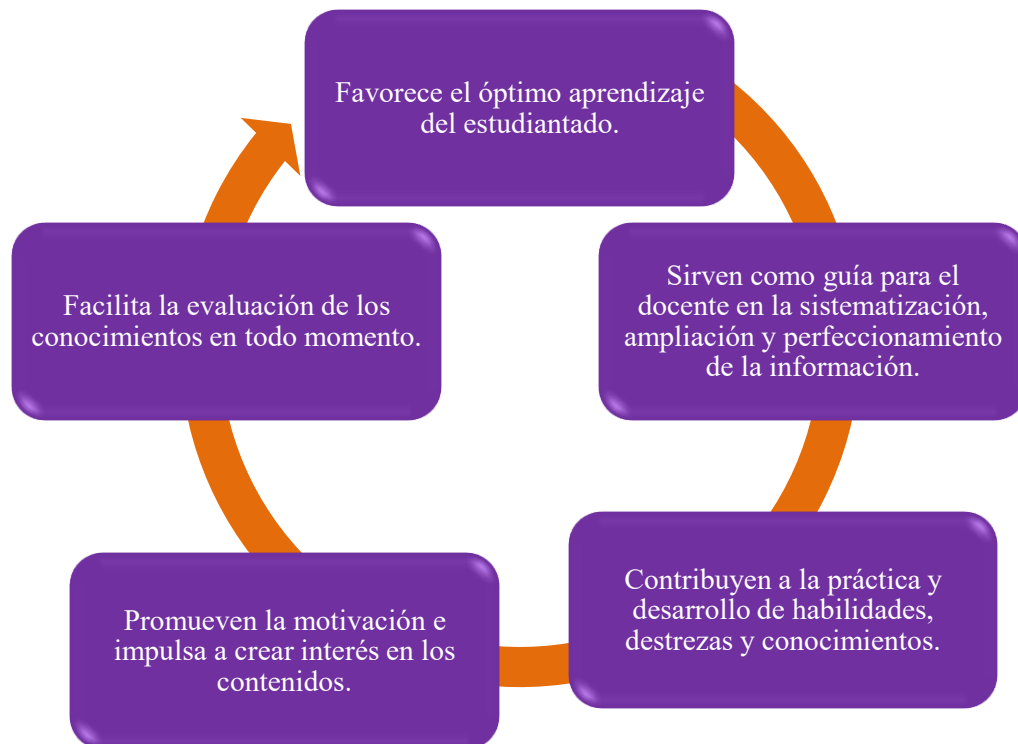 Favorece el óptimo aprendizaje
del estudiantado.
Sirven como guía para el
docente en la sistematización,
ampliación y perfeccionamiento
de la información.
Contribuyen a la práctica y
desarrollo de habilidades,
destrezas y conocimientos.
Promueven la motivación e
impulsa a crear interés en los
contenidos.
Facilita la evaluación de los
conocimientos en todo momento.